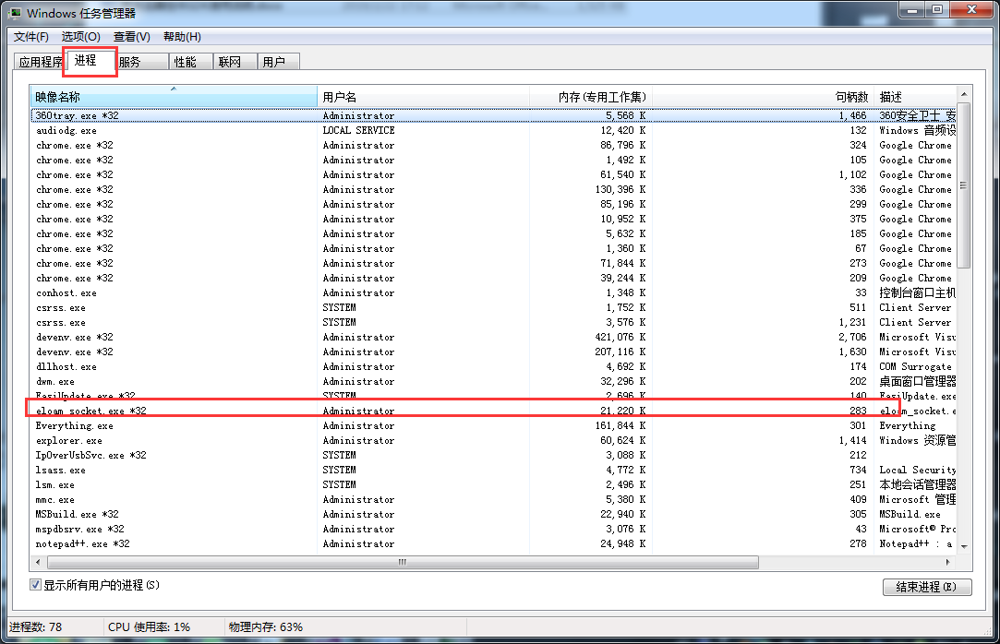 Windows 任务管理器
文件(F) 选项(O) 查看(V) 帮助(H)
应用程序 进程 服务 性能 联网 用户
映像名称 用户名 内存(专用工作集) 句柄数 描述
360tray.exe *32 Administrator 5,568 K 1,466 360安全卫士 安
audiodg.exe LOCAL SERVICE 12,420 K 132 Windows 音频设
chrome.exe *32 Administrator 86,796 K 324 Google Chrome
chrome.exe *32 Administrator 1,492 K 105 Google Chrome
chrome.exe *32 Administrator 61,540 K 1,102 Google Chrome
chrome.exe *32 Administrator 130,396 K 336 Google Chrome
chrome.exe *32 Administrator 85,196 K 299 Google Chrome
chrome.exe *32 Administrator 10,952 K 375 Google Chrome
chrome.exe *32 Administrator 5,632 K 185 Google Chrome
chrome.exe *32 Administrator 1,360 K 67 Google Chrome
chrome.exe *32 Administrator 71,844 K 273 Google Chrome
chrome.exe *32 Administrator 39,244 K 209 Google Chrome
conhost.exe Administrator 1,348 K 33 控制台窗口主机
csrss.exe SYSTEM 1,752 K 511 Client Server
csrss.exe SYSTEM 3,576 K 1,231 Client Server
devenv.exe *32 Administrator 421,076 K 2,706 Microsoft Visu
devenv.exe *32 Administrator 207,116 K 1,630 Microsoft Visu
dllhost.exe Administrator 4,692 K 174 COM Surrogate
dwm.exe Administrator 32,296 K 202 桌面窗口管理器
EasiUpdate.exe *32 SYSTEM 2,696 K 140 EasiUpdate.exe
eloam_socket.exe *32 Administrator 21,220 K 283 eloam_socket.e
Everything.exe Administrator 161,844 K 301 Everything
explorer.exe Administrator 60,624 K 1,414 Windows 资源管
IpOverUsbSvc.exe *32 SYSTEM 3,088 K 212
lsass.exe SYSTEM 4,772 K 734 Local Security
lsm.exe SYSTEM 2,496 K 251 本地会话管理器
mmc.exe Administrator 5,380 K 409 Microsoft 管理
MSBuild.exe *32 Administrator 22,940 K 305 MSBuild.exe
mspdbsrv.exe *32 Administrator 3,076 K 43 Microsoft® Pro
notepad++.exe *32 Administrator 24,948 K 278 Notepad++ : a
显示所有用户的进程(S) 结束进程(E)
进程数: 78 CPU 使用率: 1% 物理内存: 63%